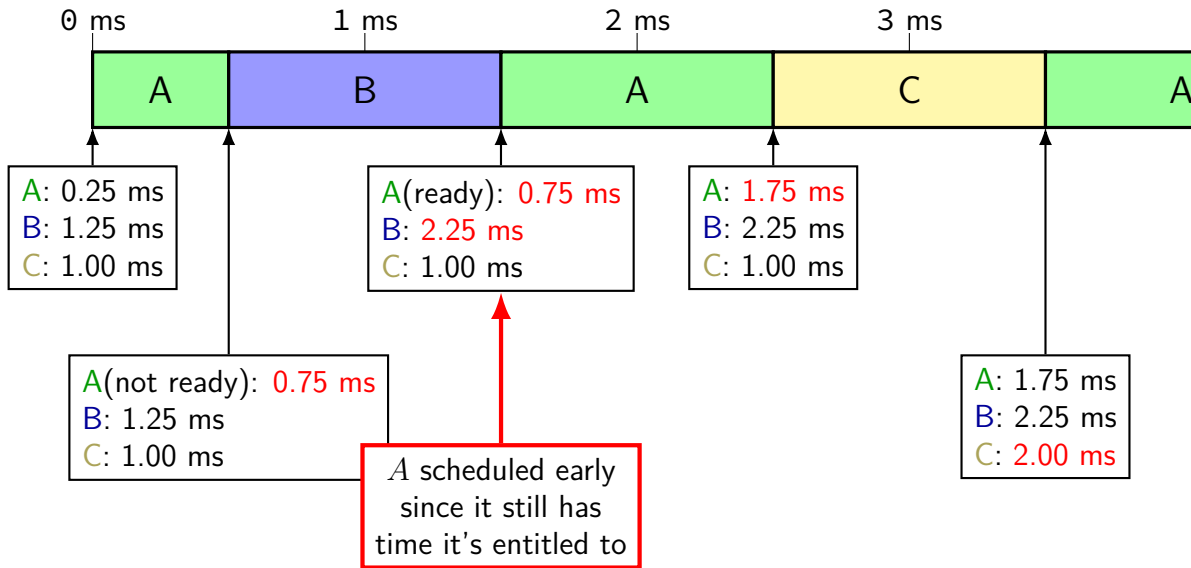 0 ms
1 ms
2 ms
3 ms
A
B
A
C
A
A: 0.25 ms
B: 1.25 ms
C: 1.00 ms
A(ready): 0.75 ms
B: 2.25 ms
C: 1.00 ms
A: 1.75 ms
B: 2.25 ms
C: 1.00 ms
A(not ready): 0.75 ms
B: 1.25 ms
C: 1.00 ms
A: 1.75 ms
B: 2.25 ms
C: 2.00 ms
A scheduled early
since it still has
time it's entitled to